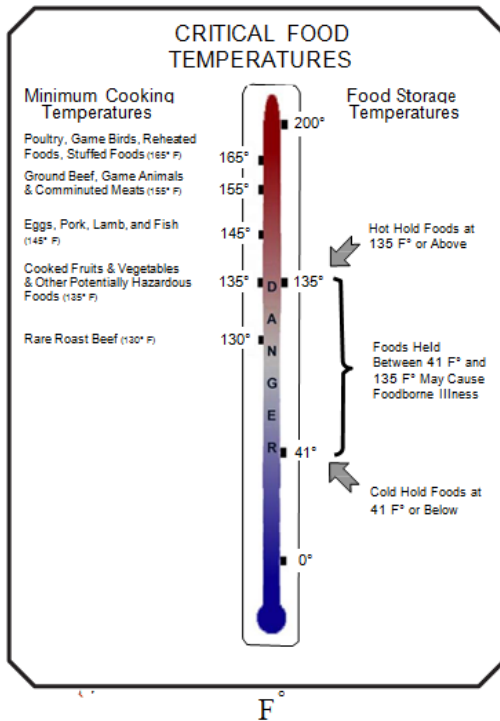 CRITICAL FOOD
TEMPERATURES
Minimum Cooking
Temperatures
Poultry, Game Birds, Reheated
Foods, Stuffed Foods (165° F)
Ground Beef, Game Animals
& Comminuted Meats (155° F)
Eggs, Pork, Lamb, and Fish
(145° F)
Cooked Fruits & Vegetables
& Other Potentially Hazardous
Foods (135° F)
Rare Roast Beef (130° F)
165°
155°
145°
135°
130°
DANGER
200°
135°
41°
0°
Food Storage
Temperatures
Hot Hold Foods at
135 F° or Above
Foods Held
Between 41 F° and
135 F° May Cause
Foodborne Illness
Cold Hold Foods at
41 F° or Below
F°